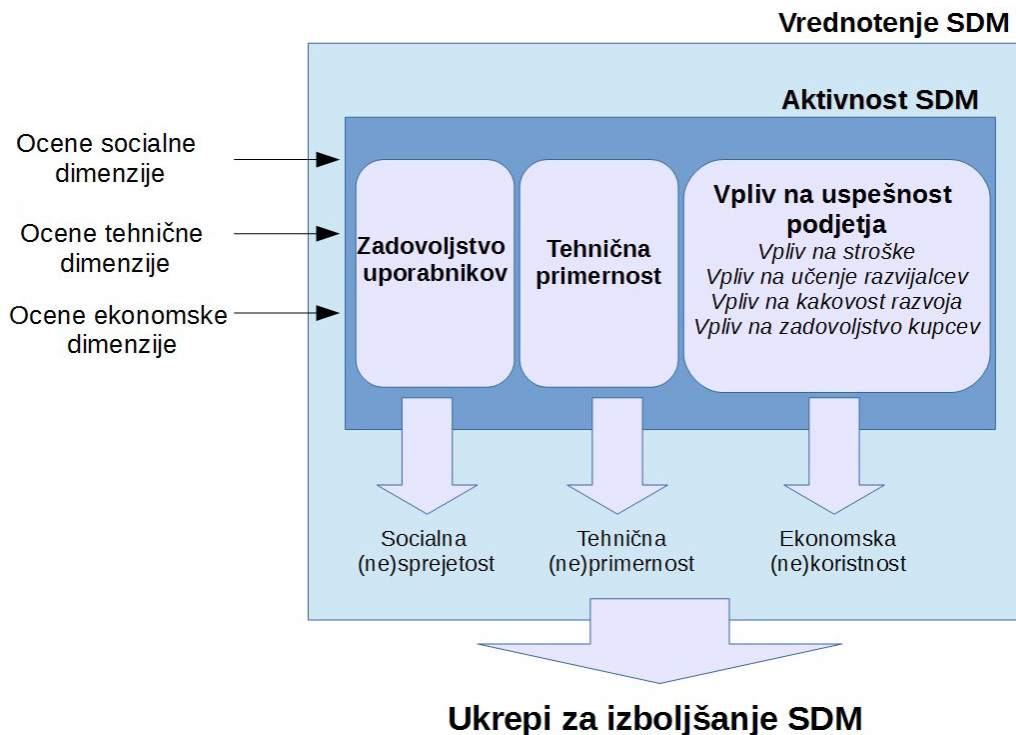 Vrednotenje SDM
Aktivnost SDM
Ocene socialne
dimenzije
Ocene tehnične
dimenzije
Ocene ekonomske
dimenzije
Zadovoljstvo
uporabnikov
Tehnična
primernost
Vpliv na uspešnost
podjetja
Vpliv na stroške
Vpliv na učenje razvijalcev
Vpliv na kakovost razvoja
Vpliv na zadovoljstvo kupcev
Socialna
(ne)sprejetost
Tehnična
(ne)primernost
Ekonomska
(ne)koristnost
Ukrepi za izboljšanje SDM